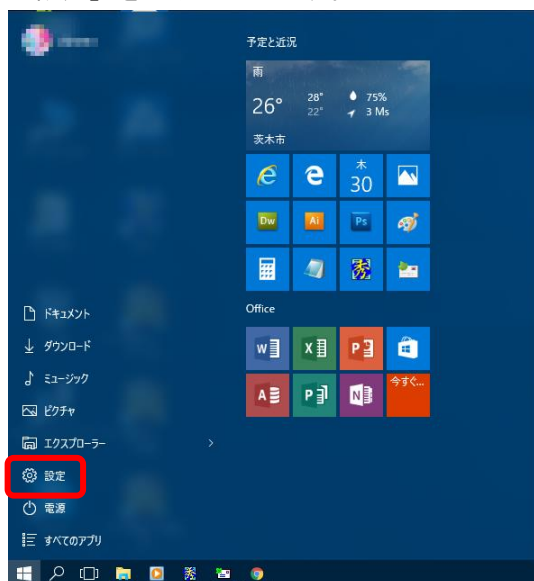 予定と近況
雨
26°
28°
22°
75%
3 Ms
茨木市
木
30
Dw
Ai
Ps
秀
Office
W
X
P
A
P
N
今すぐ...
ドキュメント
ダウンロード
ミュージック
ピクチャ
エクスプローラー
設定
電源
すべてのアプリ